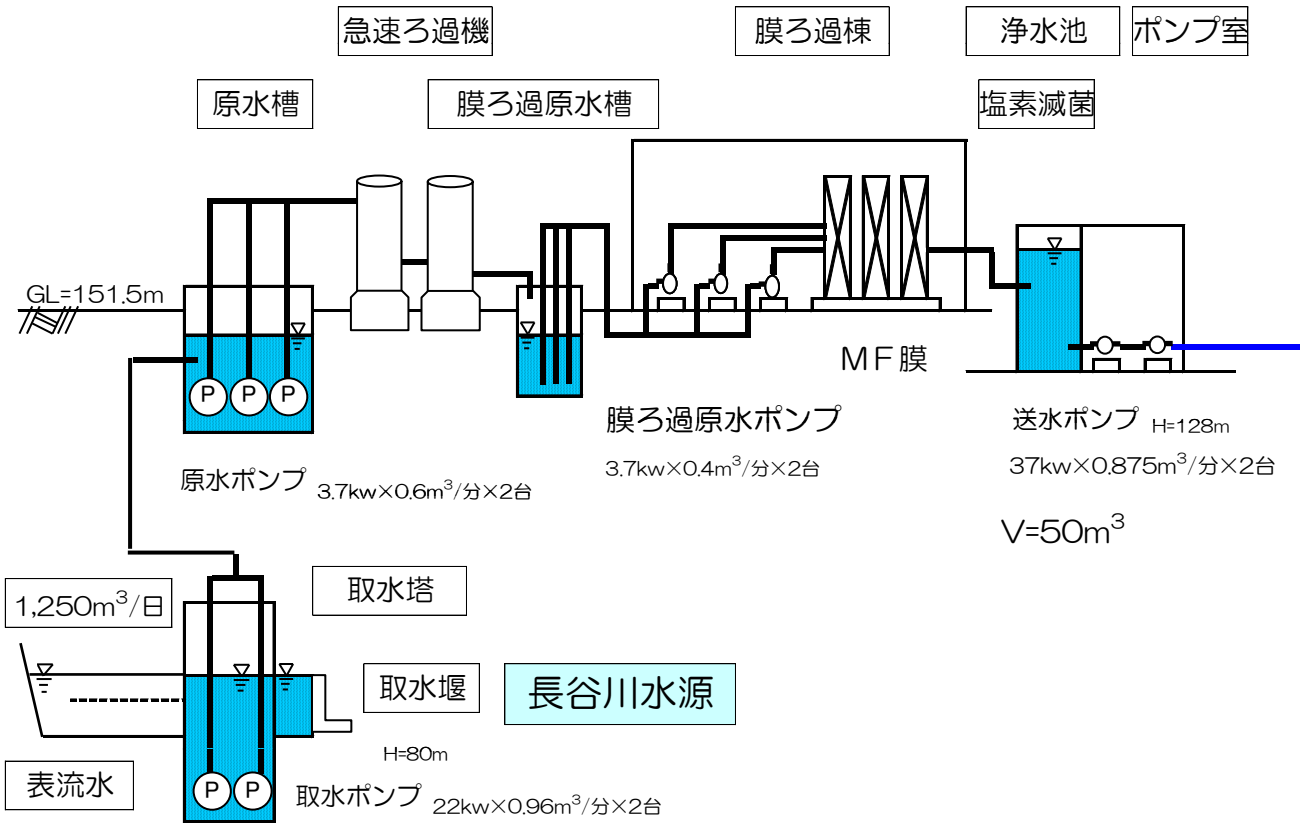 急速ろ過機
膜ろ過棟
浄水池
ポンプ室
原水槽
膜ろ過原水槽
塩素滅菌
GL=151.5m
P P P
MF膜
膜ろ過原水ポンプ
3.7kw×0.4m³/分×2台
送水ポンプ H=128m
37kw×0.875m³/分×2台
原水ポンプ 3.7kw×0.6m³/分×2台
V=50m³
取水塔
1,250m³/日
取水堰
長谷川水源
H=80m
表流水
P P
取水ポンプ 22kw×0.96m³/分×2台